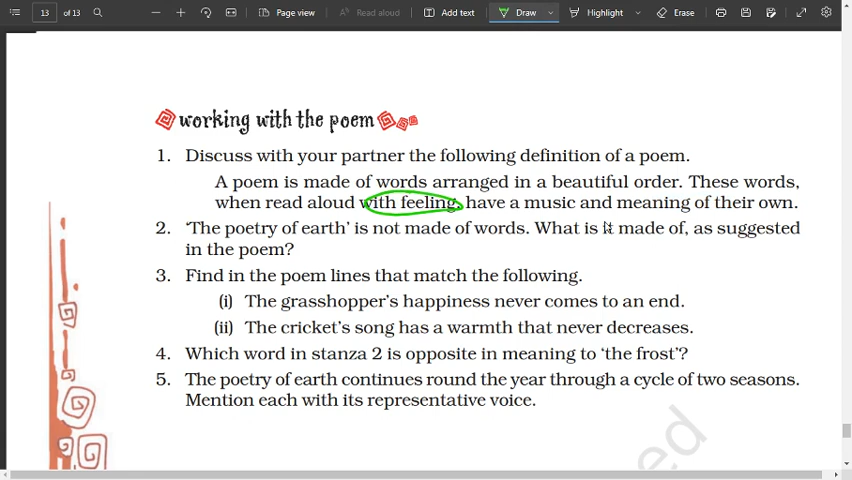 13 of 13 Page view Read aloud Add text Draw Highlight Erase
working with the poem
1. Discuss with your partner the following definition of a poem.
A poem is made of words arranged in a beautiful order. These words,
when read aloud with feeling, have a music and meaning of their own.
2. ‘The poetry of earth’ is not made of words. What is it made of, as suggested
in the poem?
3. Find in the poem lines that match the following.
(i) The grasshopper’s happiness never comes to an end.
(ii) The cricket’s song has a warmth that never decreases.
4. Which word in stanza 2 is opposite in meaning to ‘the frost’?
5. The poetry of earth continues round the year through a cycle of two seasons.
Mention each with its representative voice.